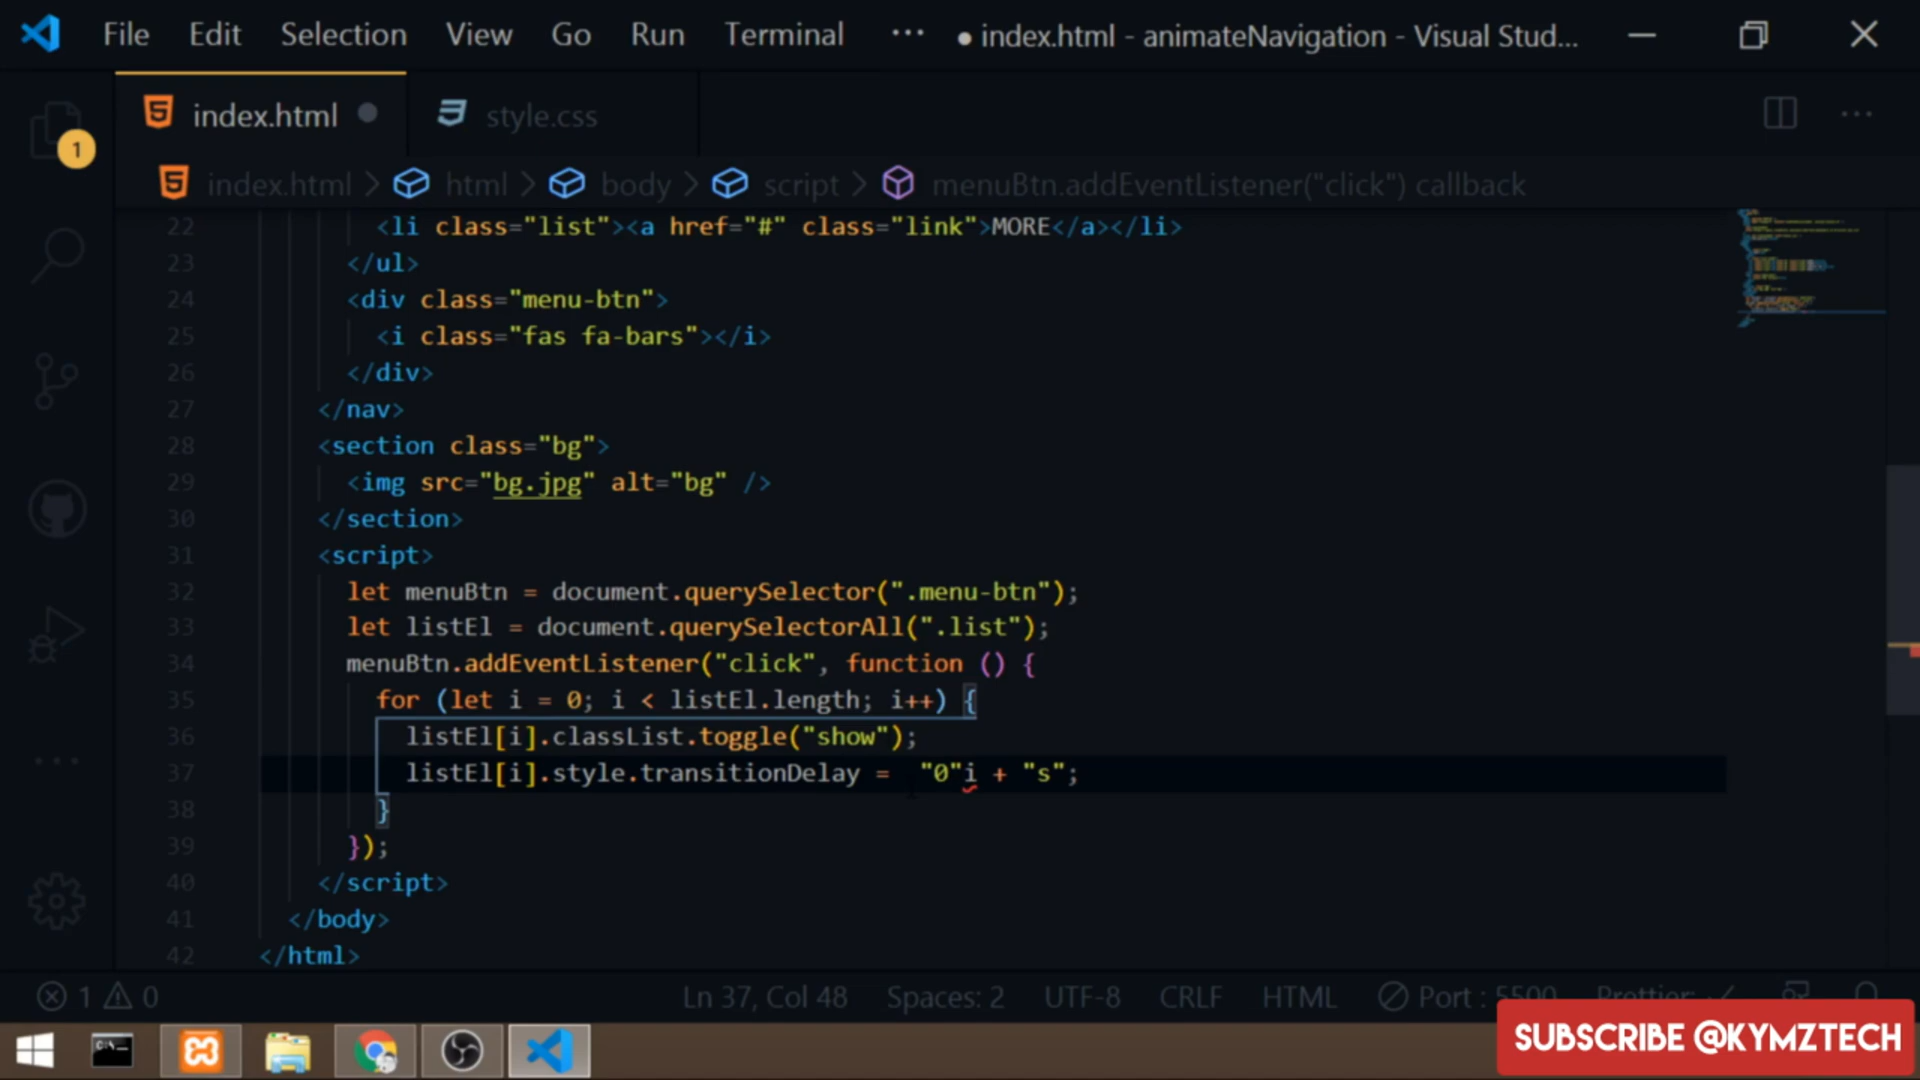 File Edit Selection View Go Run Terminal ··· ● index.html - animateNavigation - Visual Stud...
index.html ● style.css ···
1
index.html > html > body > script > menuBtn.addEventListener("click") callback
22 <li class="list"><a href="#" class="link">MORE</a></li>
23 </ul>
24 <div class="menu-btn">
25 <i class="fas fa-bars"></i>
26 </div>
27 </nav>
28 <section class="bg">
29 <img src="bg.jpg" alt="bg" />
30 </section>
31 <script>
32 let menuBtn = document.querySelector(".menu-btn");
33 let listEl = document.querySelectorAll(".list");
34 menuBtn.addEventListener("click", function () {
35 for (let i = 0; i < listEl.length; i++) {
36 listEl[i].classList.toggle("show");
37 listEl[i].style.transitionDelay =  "0"i + "s";
38 }
39 });
40 </script>
41 </body>
42 </html>
1 0 Ln 37, Col 48 Spaces: 2 UTF-8 CRLF HTML Port : 5500 Prettier: ✓
SUBSCRIBE @KYMZTECH